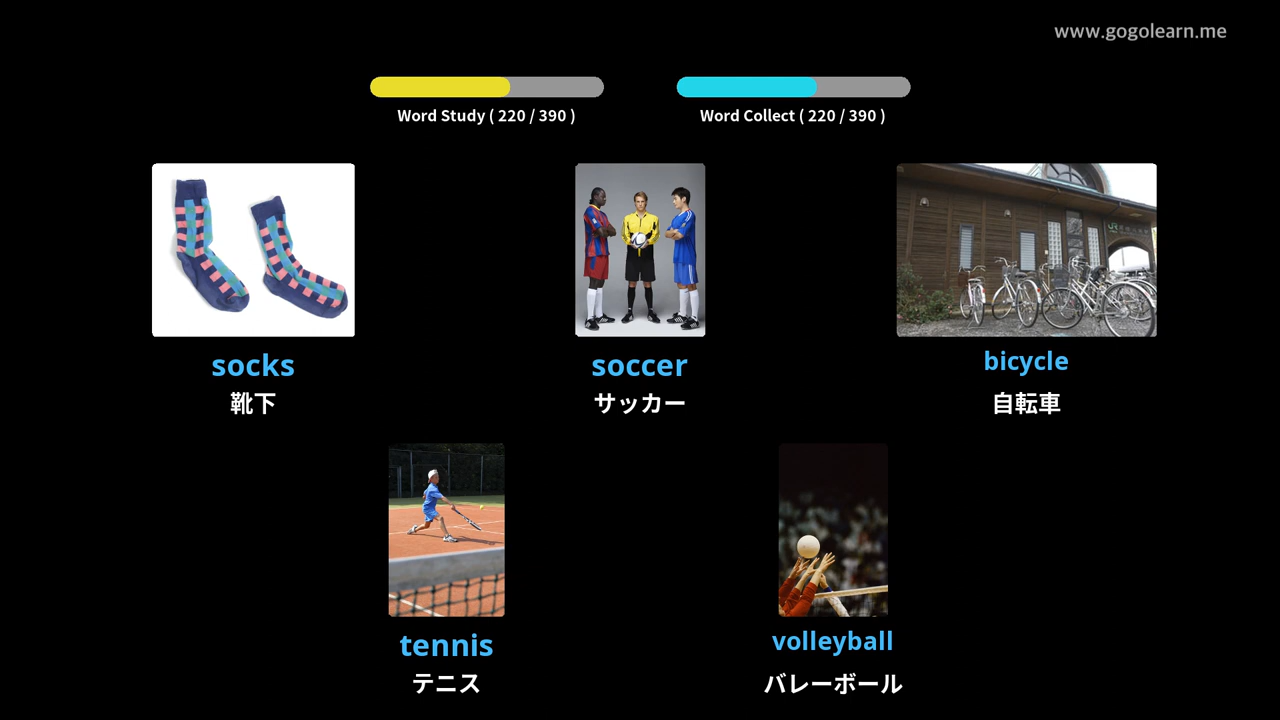 www.gogolearn.me
Word Study ( 220 / 390 )
Word Collect ( 220 / 390 )
socks
靴下
soccer
サッカー
bicycle
自転車
tennis
テニス
volleyball
バレーボール